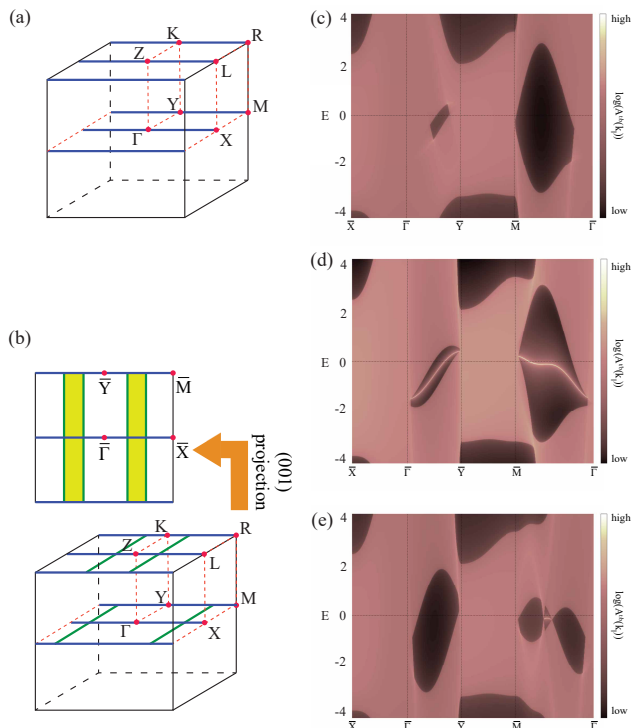 (a)
K
R
Z
L
Y
M
Γ
X
(b)
Y̅
M̅
Γ̅
X̅
(001)
projection
K
R
Z
L
Y
M
Γ
X
(c)
4
2
E 0
-2
-4
X̅ Γ̅ Y̅ M̅ Γ̅
high
low
(d)
4
2
E 0
-2
-4
X̅ Γ̅ Y̅ M̅ Γ̅
high
low
(e)
4
2
E 0
-2
-4
X̅ Γ̅ Y̅ M̅ Γ̅
high
low